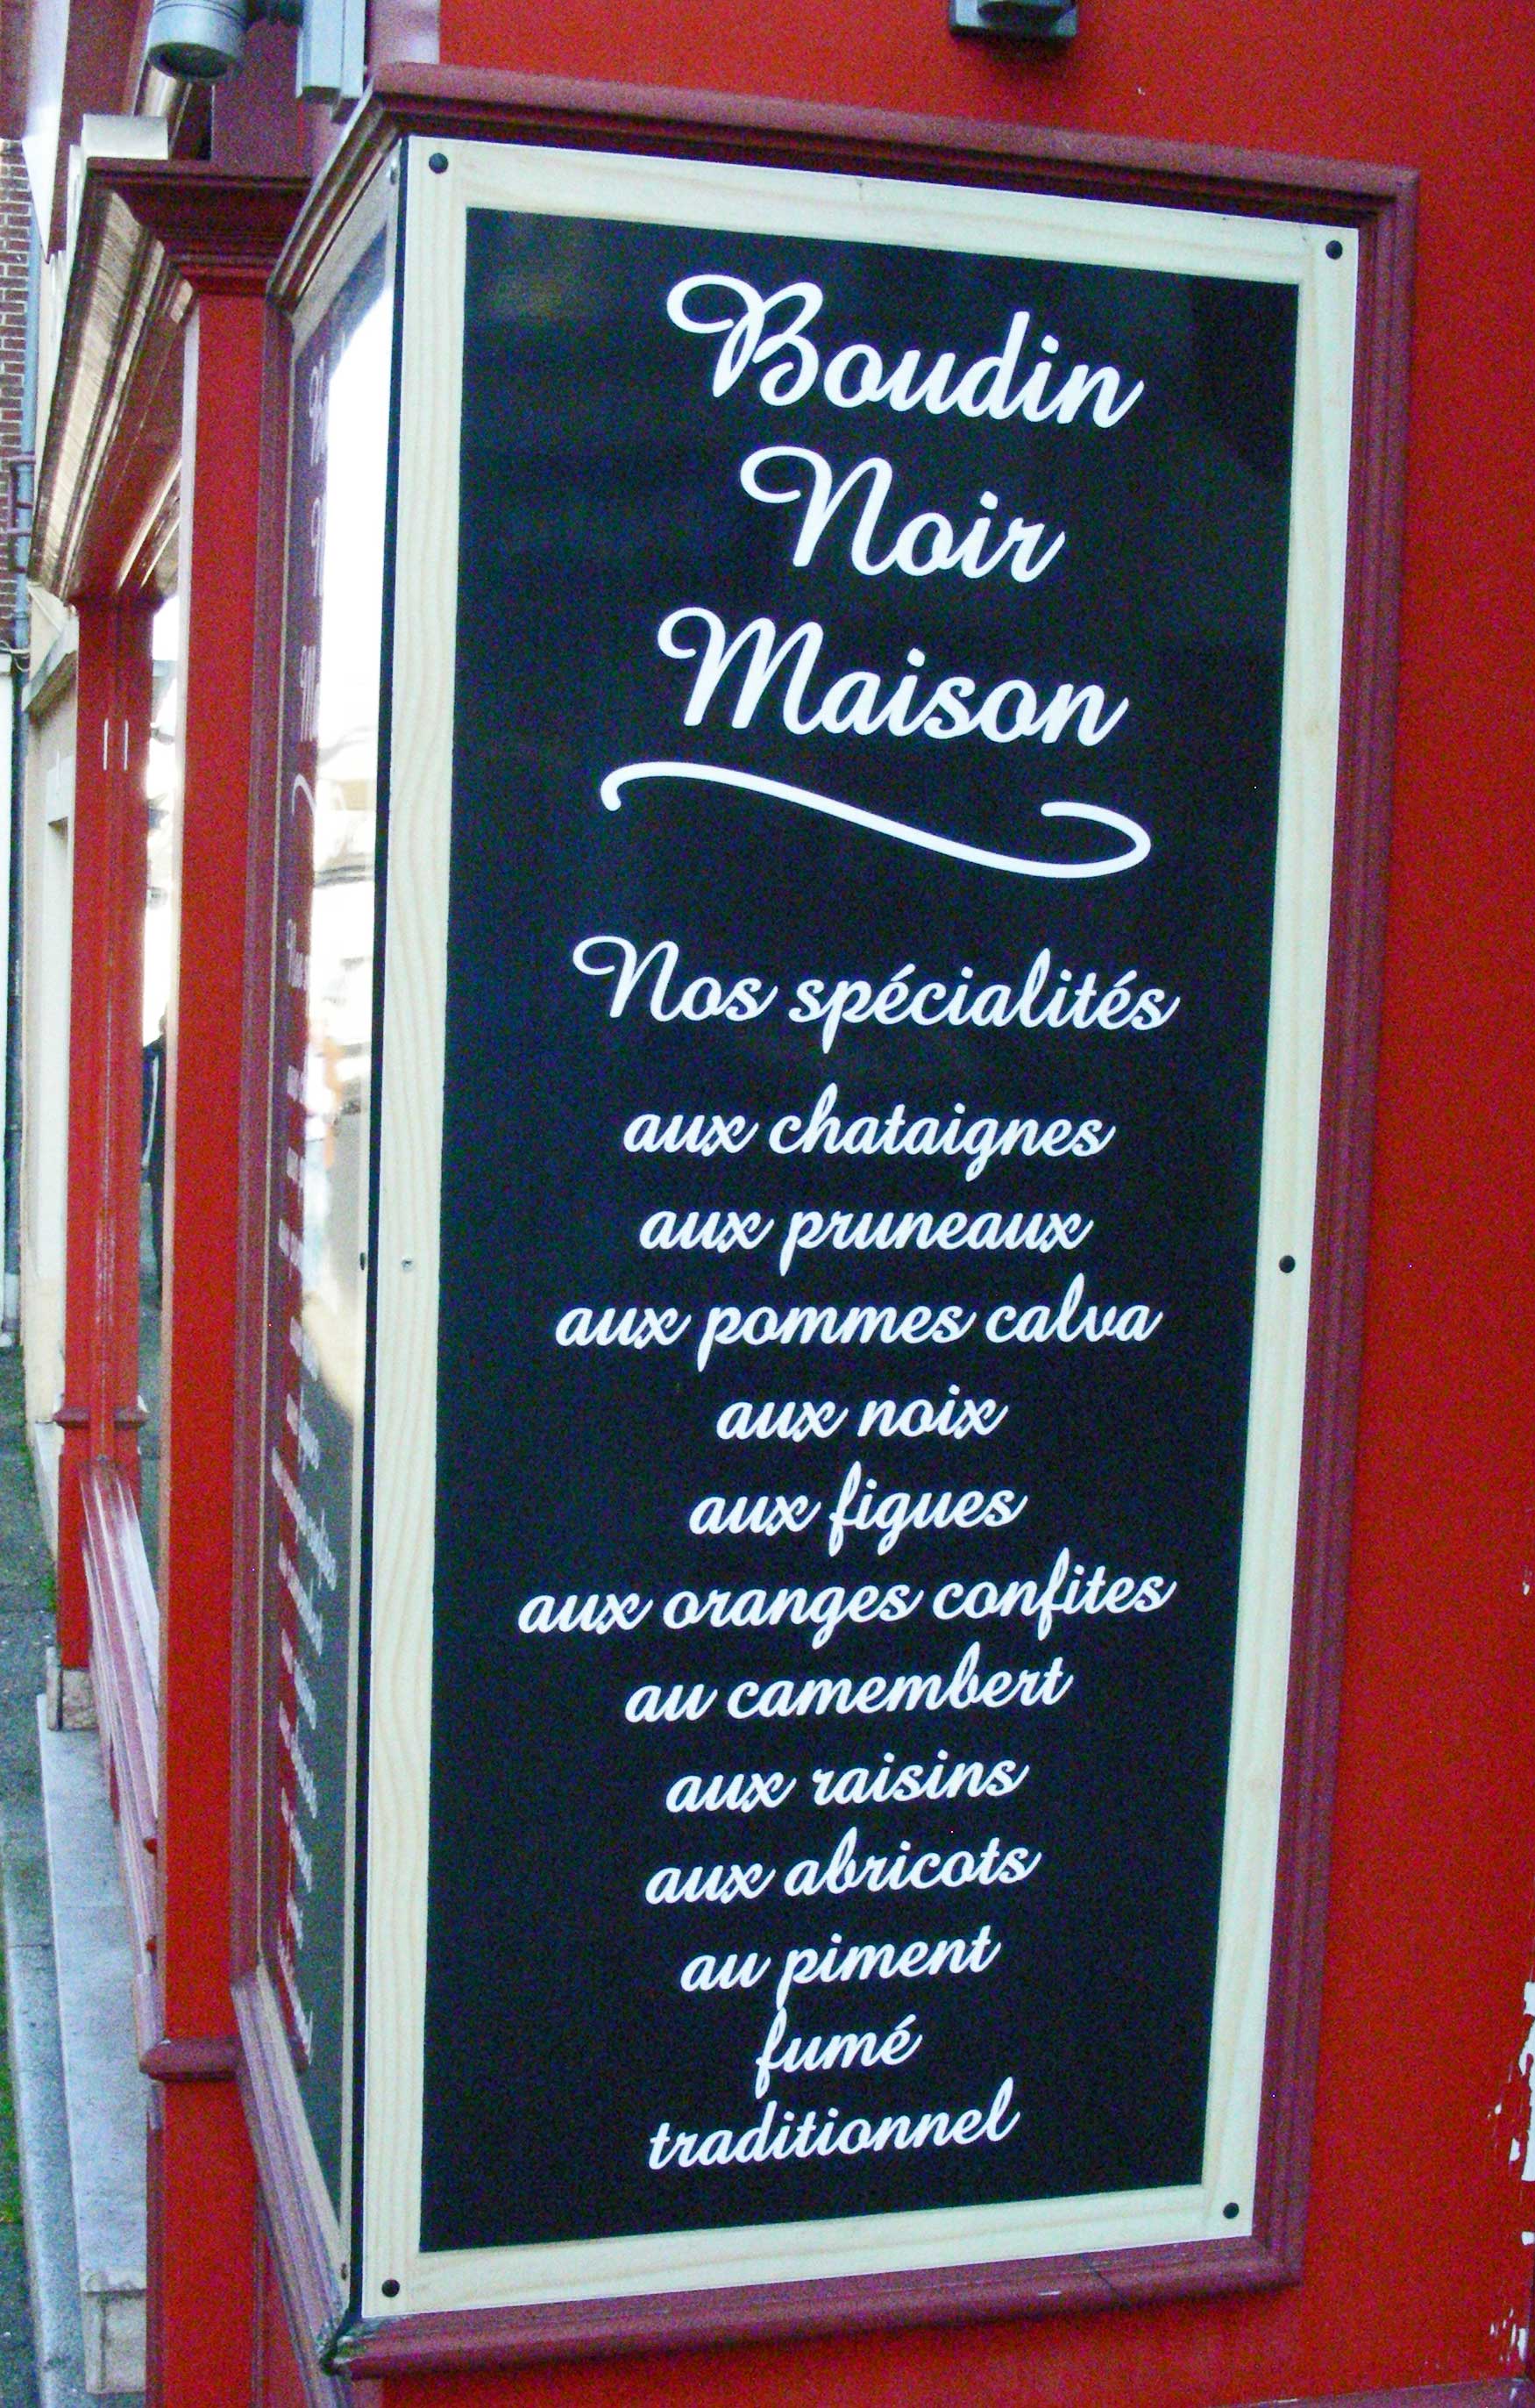 Boudin
Noir
Maison
Nos spécialités
aux chataignes
aux pruneaux
aux pommes calva
aux noix
aux figues
aux oranges confites
au camembert
aux raisins
aux abricots
au piment
fumé
traditionnel